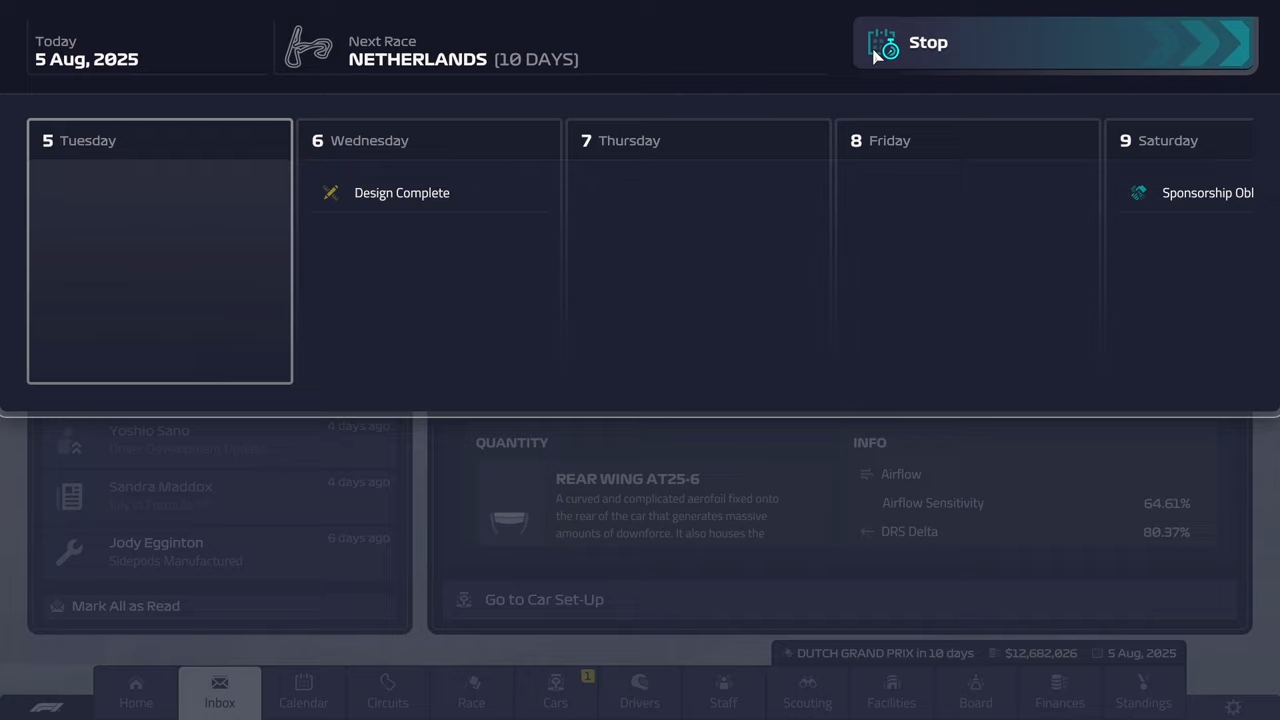 Today
5 Aug, 2025
Next Race
NETHERLANDS (10 DAYS)
Stop
5 Tuesday
6 Wednesday
7 Thursday
8 Friday
9 Saturday
Design Complete
Sponsorship Obl
Yoshio Sano
4 days ago
Driver Development Update
Sandra Maddox
4 days ago
Jody Egginton
6 days ago
Sidepods Manufactured
Mark All as Read
QUANTITY
REAR WING AT25-6
A curved and complicated aerofoil fixed onto
the rear of the car that generates massive
amounts of downforce. It also houses the
INFO
Airflow
Airflow Sensitivity 64.61%
DRS Delta 80.37%
Go to Car Set-Up
DUTCH GRAND PRIX in 10 days $12,682,026 5 Aug, 2025
Home
Inbox
Calendar
Circuits
Race
Cars
1
Drivers
Staff
Scouting
Facilities
Board
Finances
Standings